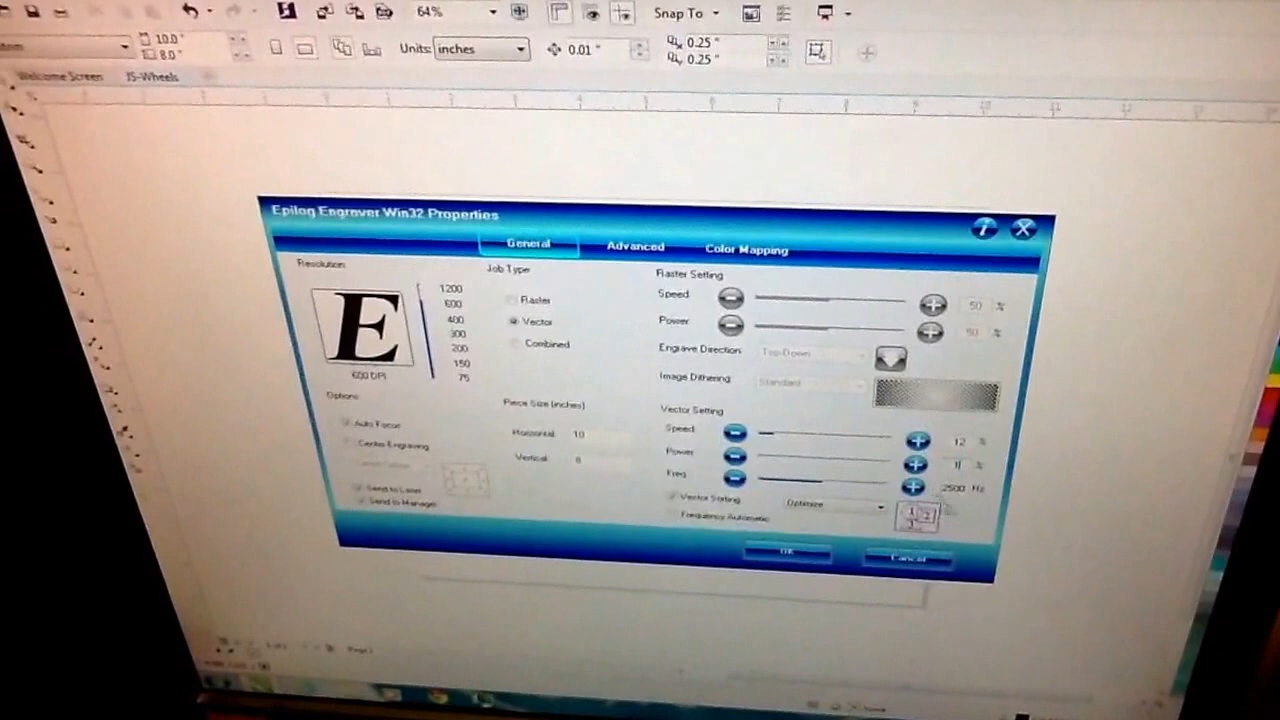 64%
Snap To
10.0"
8.0"
Units: inches
0.01 "
0.25 "
0.25 "
Welcome Screen
JS-Wheels
Epilog Engraver Win32 Properties
General
Advanced
Color Mapping
Resolution
1200
600
400
300
200
150
75
600 DPI
Job Type
Raster
Vector
Combined
Raster Setting
Speed
50 %
Power
50 %
Engrave Direction
Top-Down
Image Dithering
Standard
Options
Auto Focus
Center Engraving
Send to Laser
Send to Manager
Piece Size (inches)
Horizontal: 10
Vertical: 8
Vector Setting
Speed
12 %
Power
1 %
Freq
2500 Hz
Vector Sorting
Optimize
Frequency Automatic
OK
Cancel